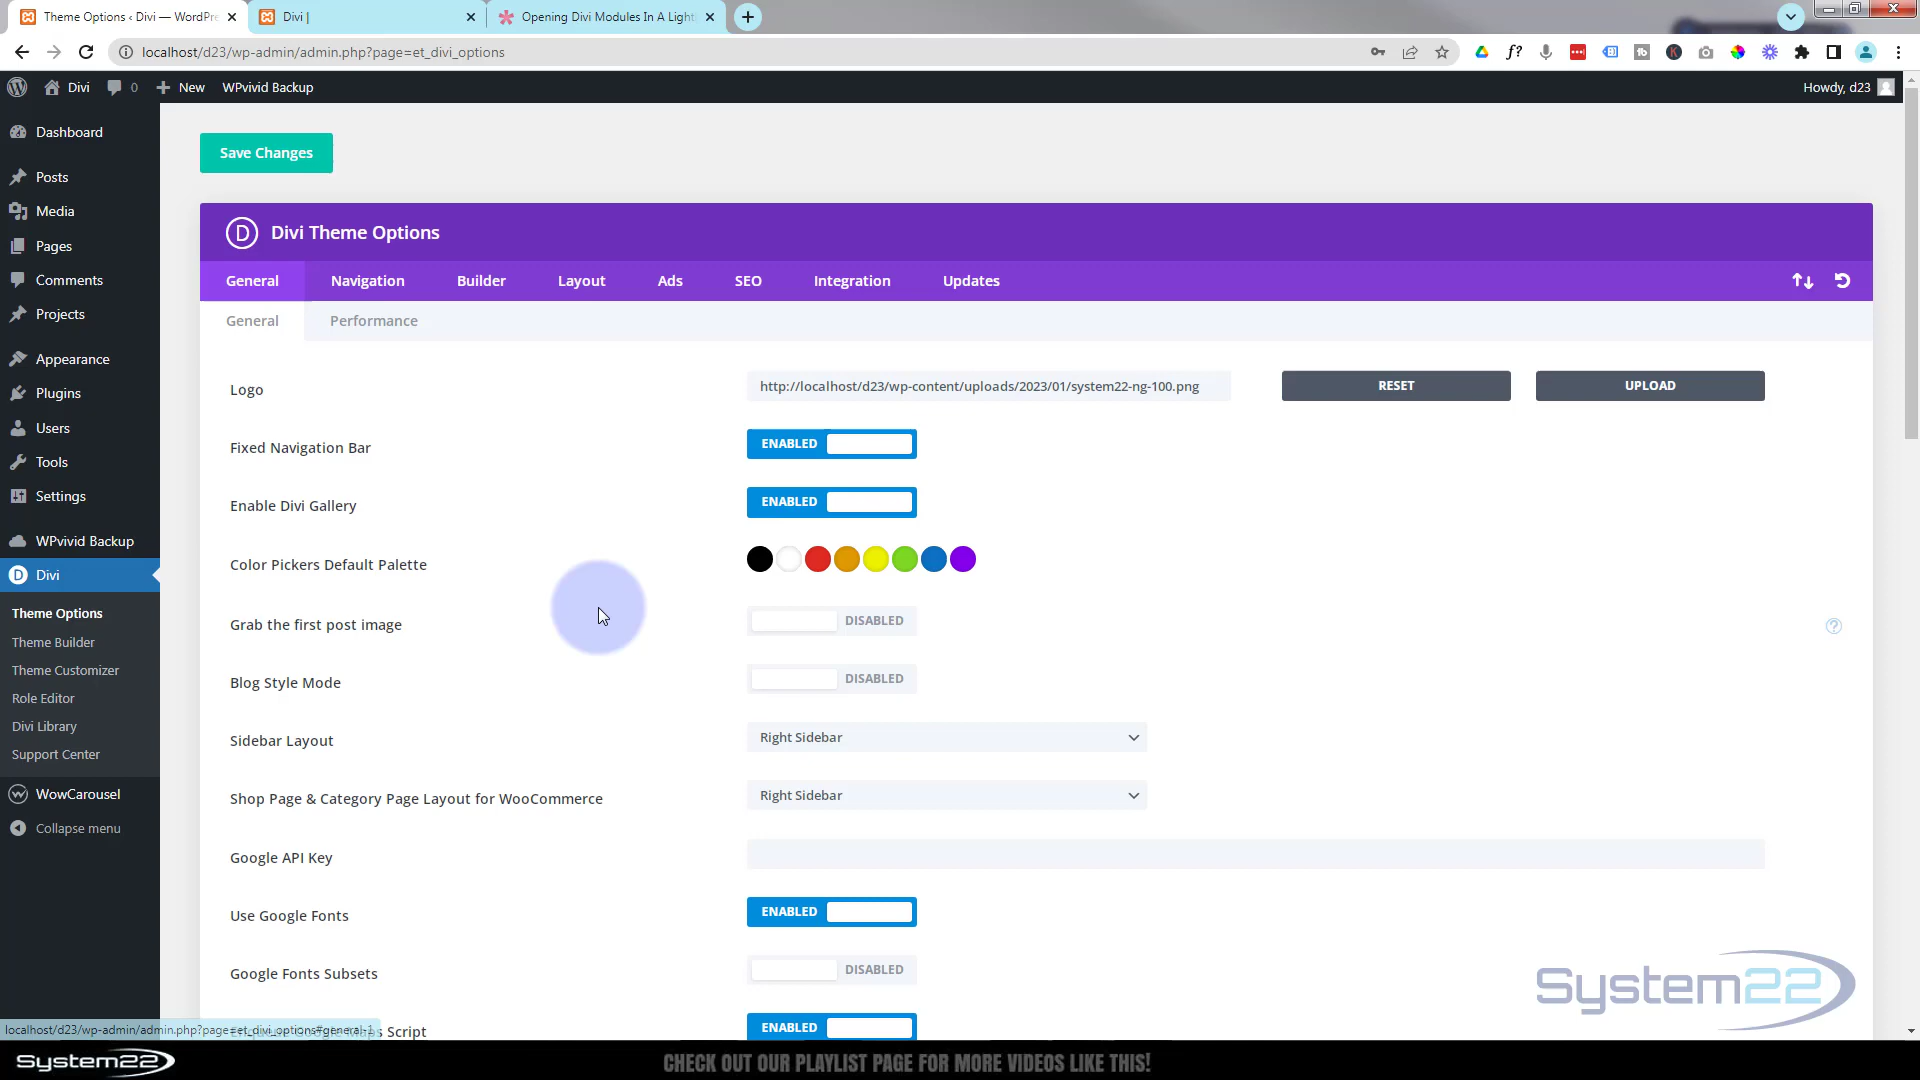 Theme Options ‹ Divi — WordPre
Divi |
Opening Divi Modules In A Light
localhost/d23/wp-admin/admin.php?page=et_divi_options
Divi
0
New
WPvivid Backup
Howdy, d23
Dashboard
Posts
Media
Pages
Comments
Projects
Appearance
Plugins
Users
Tools
Settings
WPvivid Backup
Divi
Theme Options
Theme Builder
Theme Customizer
Role Editor
Divi Library
Support Center
WowCarousel
Collapse menu
Save Changes
Divi Theme Options
General
Navigation
Builder
Layout
Ads
SEO
Integration
Updates
General
Performance
Logo
http://localhost/d23/wp-content/uploads/2023/01/system22-ng-100.png
RESET
UPLOAD
Fixed Navigation Bar
ENABLED
Enable Divi Gallery
ENABLED
Color Pickers Default Palette
Grab the first post image
DISABLED
Blog Style Mode
DISABLED
Sidebar Layout
Right Sidebar
Shop Page & Category Page Layout for WooCommerce
Right Sidebar
Google API Key
Use Google Fonts
ENABLED
Google Fonts Subsets
DISABLED
s Script
ENABLED
localhost/d23/wp-admin/admin.php?page=et_divi_options#general-1
System22
System22
CHECK OUT OUR PLAYLIST PAGE FOR MORE VIDEOS LIKE THIS!